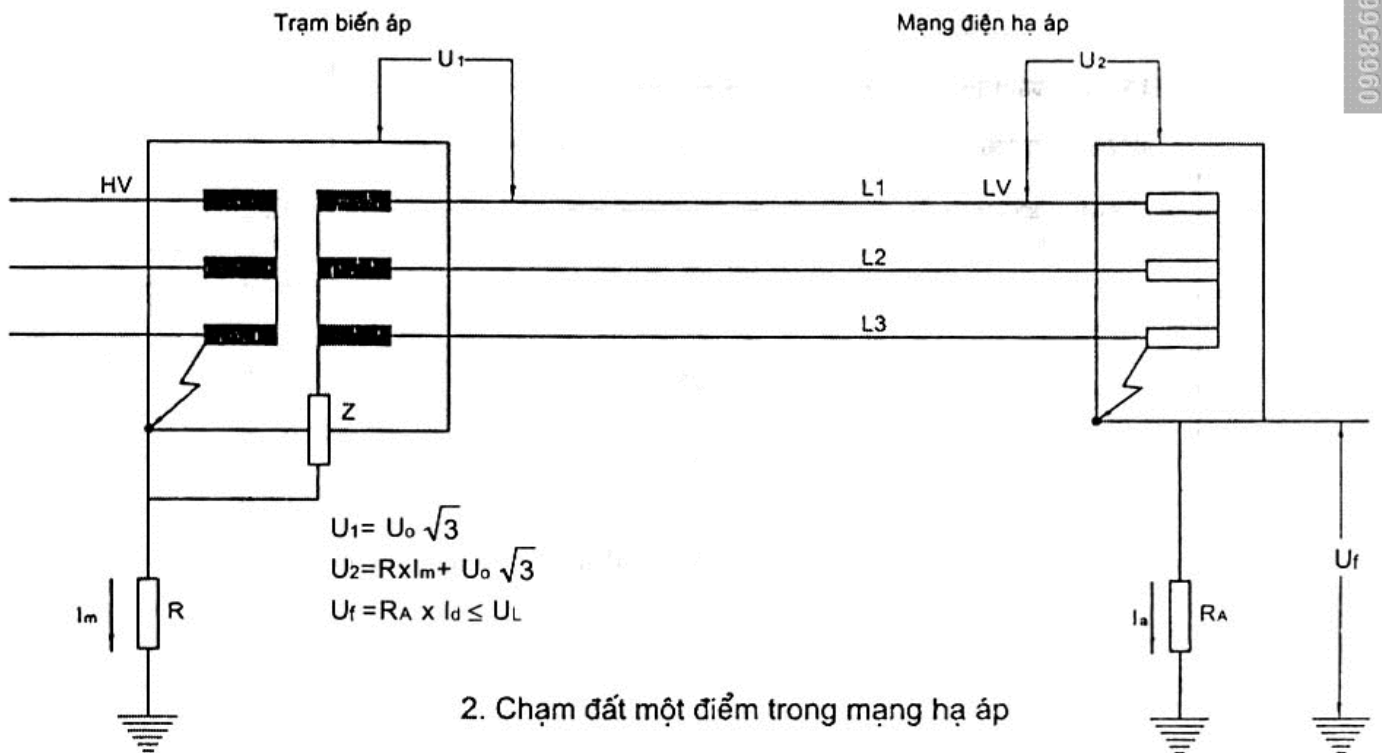 Trạm biến áp
Mạng điện hạ áp
U1
U2
HV
L1
LV
L2
L3
Z
U1= Uo √3
U2=RxIm+ Uo √3
Uf =RA x Id ≤ UL
Im
R
Ia
RA
Uf
2. Chạm đất một điểm trong mạng hạ áp